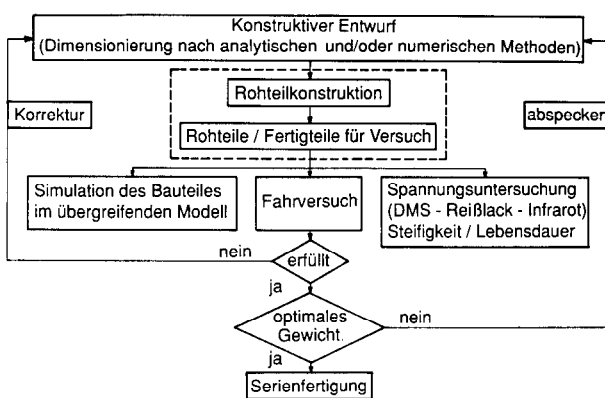 Konstruktiver Entwurf
(Dimensionierung nach analytischen und/oder numerischen Methoden)
Rohteilkonstruktion
Korrektur
abspecken
Rohteile / Fertigteile für Versuch
Simulation des Bauteiles
im übergreifenden Modell
Fahrversuch
Spannungsuntersuchung
(DMS - Reißlack - Infrarot)
Steifigkeit / Lebensdauer
nein
erfüllt
ja
optimales
Gewicht.
nein
ja
Serienfertigung